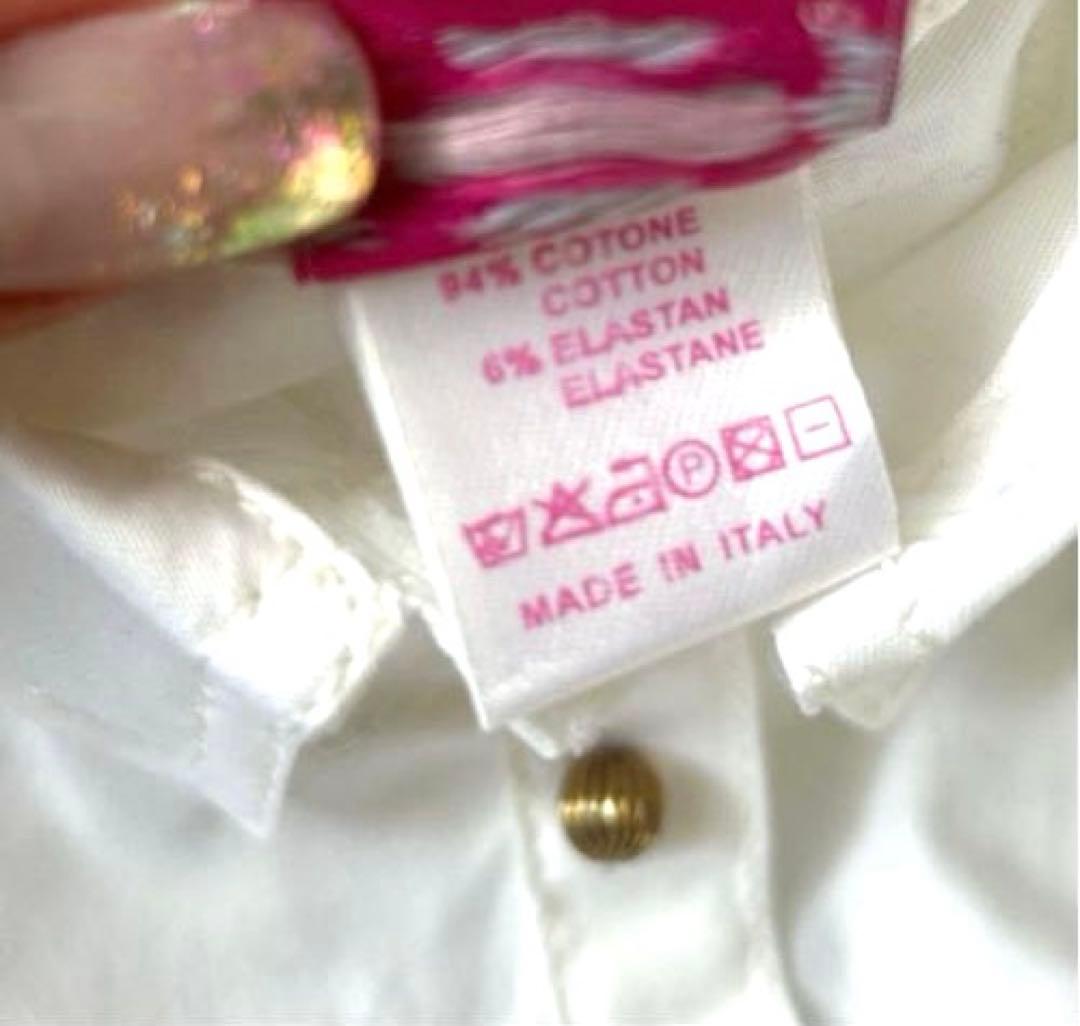 94% COTONE
COTTON
6% ELASTAN
ELASTANE
P
MADE IN ITALY